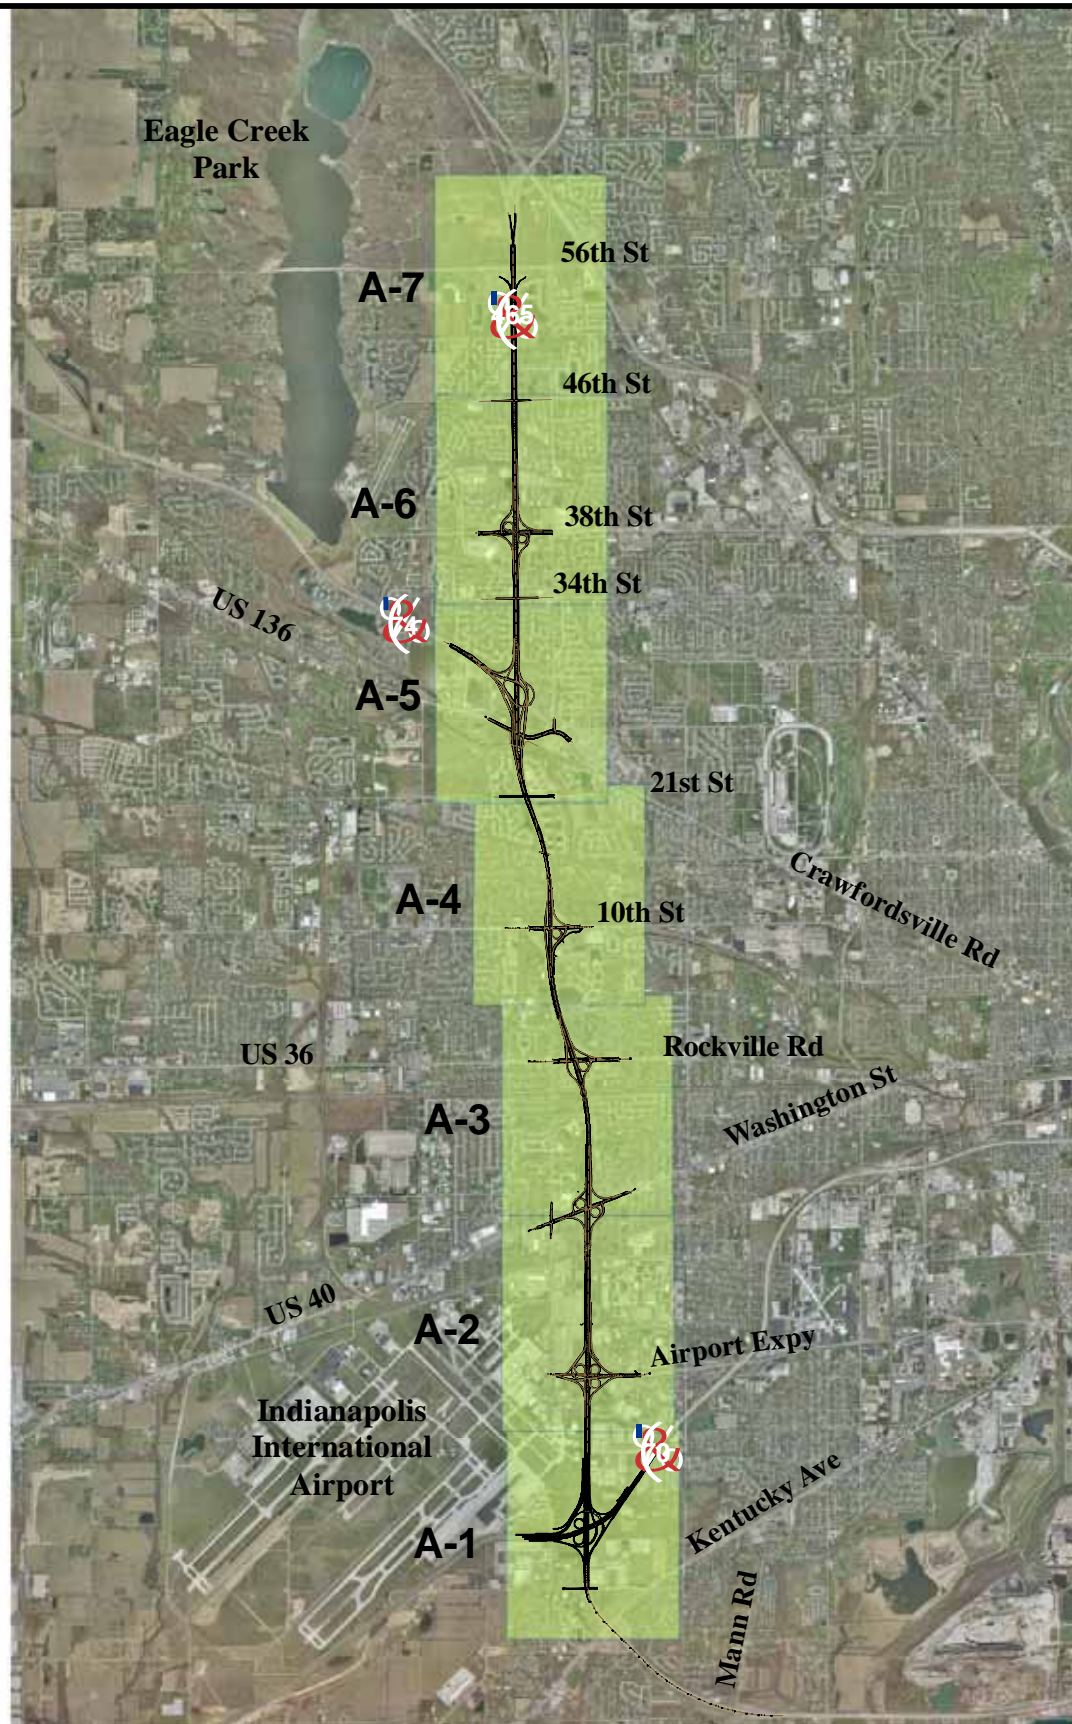 Eagle Creek
Park
56th St
A-7
465
46th St
A-6
38th St
34th St
US 136
74
A-5
21st St
Crawfordsville Rd
A-4
10th St
US 36
Rockville Rd
Washington St
A-3
US 40
A-2
Airport Expy
Indianapolis
International
Airport
Kentucky Ave
A-1
Mann Rd